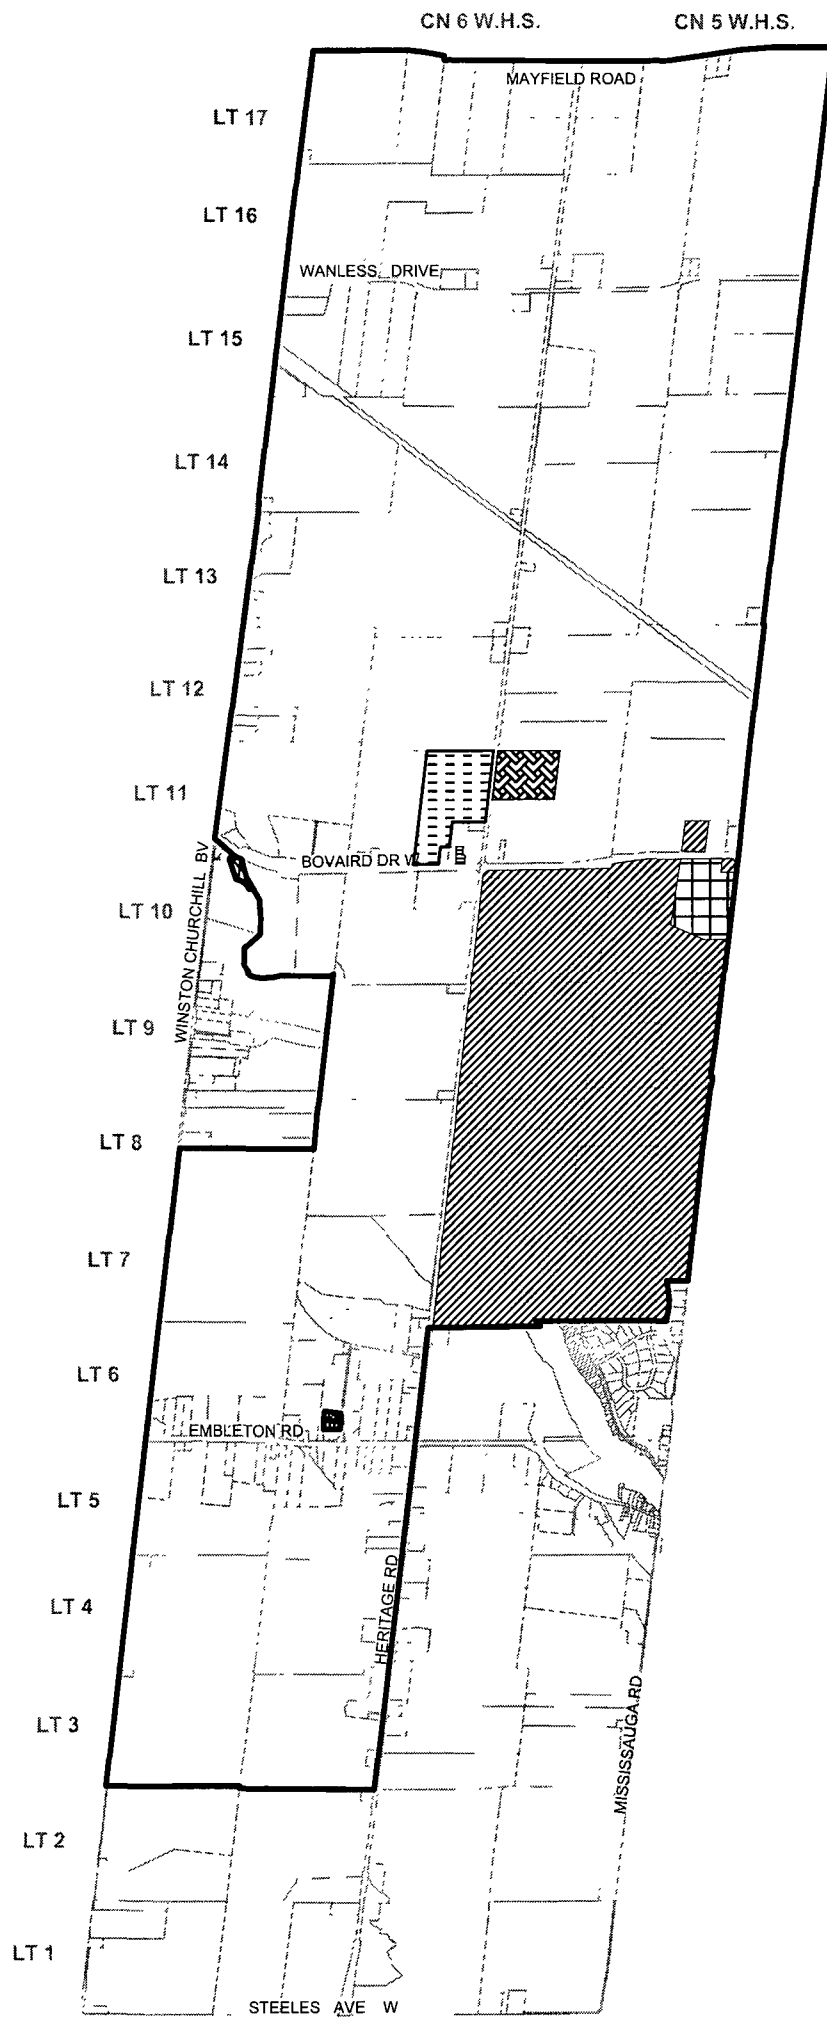 CN 6 W.H.S. CN 5 W.H.S.
MAYFIELD ROAD
LT 17
LT 16
WANLESS DRIVE
LT 15
LT 14
LT 13
LT 12
LT 11
BOVAIRD DR W
WINSTON CHURCHILL BV
LT 10
LT 9
LT 8
LT 7
LT 6
EMBLETON RD
LT 5
HERITAGE RD
LT 4
MISSISSAUGA RD
LT 3
LT 2
LT 1
STEELES AVE W